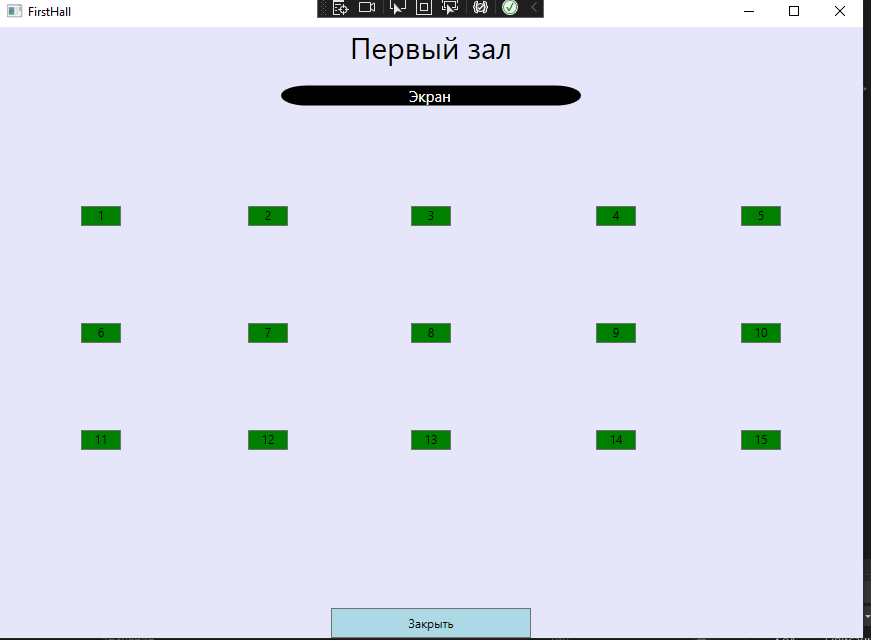 FirstHall
Первый зал
Экран
1 2 3 4 5
6 7 8 9 10
11 12 13 14 15
Закрыть